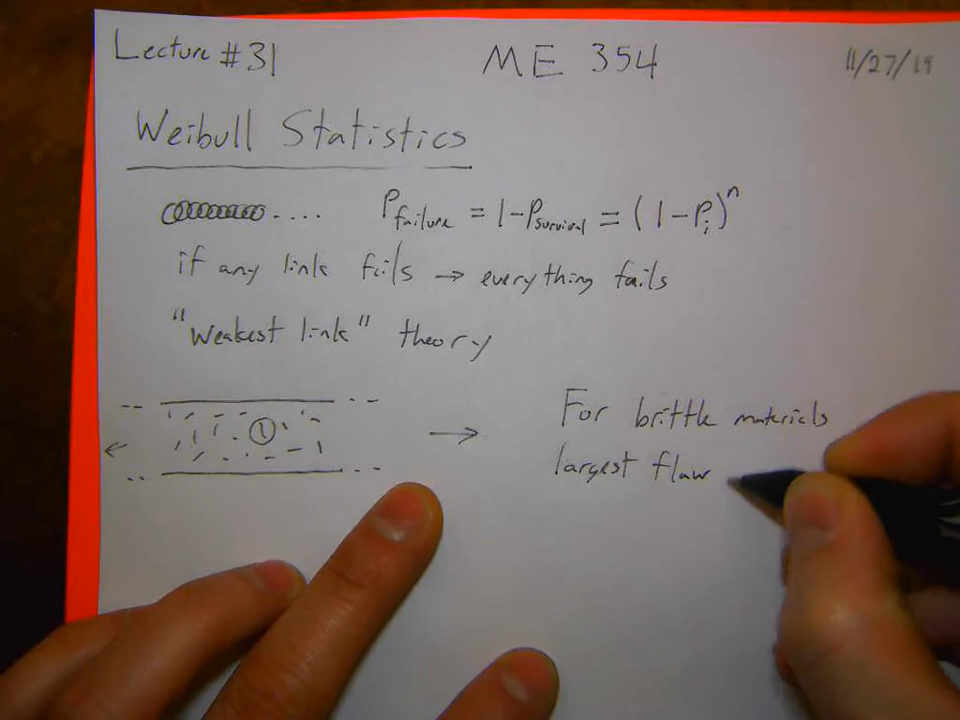 Lecture #31 ME 354 11/27/19
Weibull Statistics
.... P_failure = 1-P_survival = (1-P_i)^n
if any link fails → everything fails
"Weakest link" theory
→ For brittle materials
largest flaw